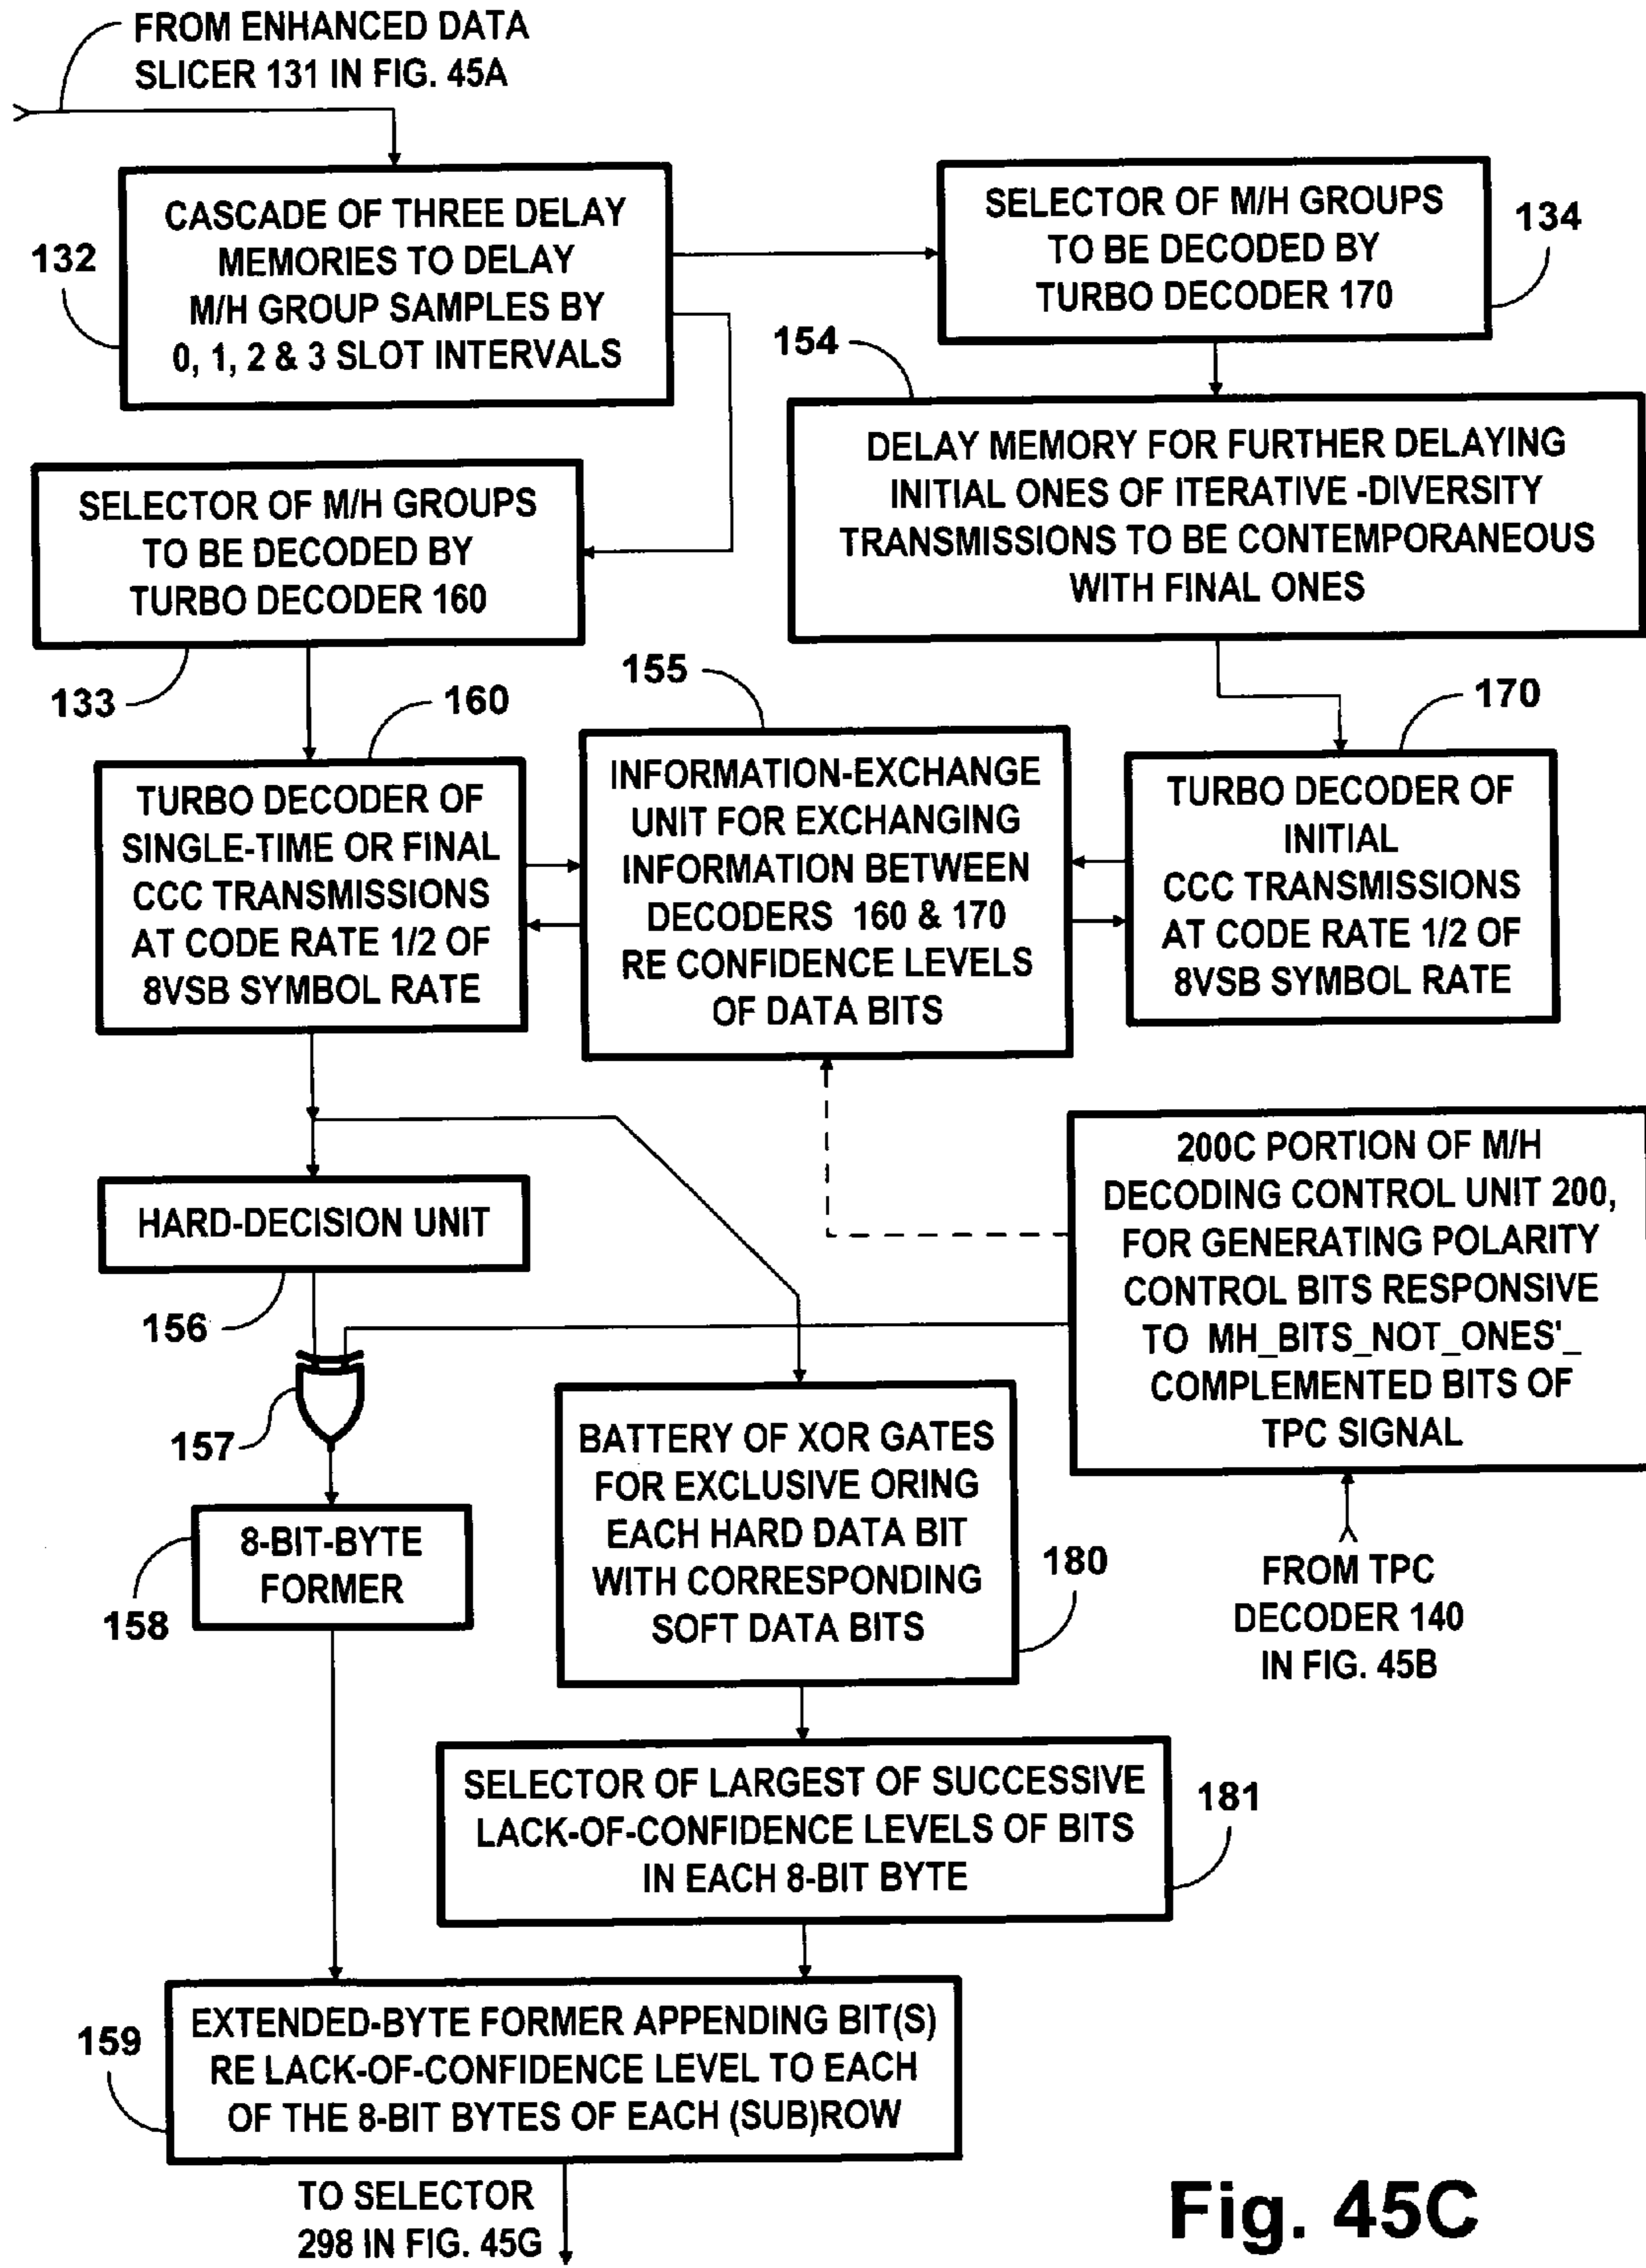 FROM ENHANCED DATA
SLICER 131 IN FIG. 45A
CASCADE OF THREE DELAY
MEMORIES TO DELAY
M/H GROUP SAMPLES BY
0, 1, 2 & 3 SLOT INTERVALS
132
SELECTOR OF M/H GROUPS
TO BE DECODED BY
TURBO DECODER 170
134
154
DELAY MEMORY FOR FURTHER DELAYING
INITIAL ONES OF ITERATIVE -DIVERSITY
TRANSMISSIONS TO BE CONTEMPORANEOUS
WITH FINAL ONES
SELECTOR OF M/H GROUPS
TO BE DECODED BY
TURBO DECODER 160
133
160
155
170
TURBO DECODER OF
SINGLE-TIME OR FINAL
CCC TRANSMISSIONS
AT CODE RATE 1/2 OF
8VSB SYMBOL RATE
INFORMATION-EXCHANGE
UNIT FOR EXCHANGING
INFORMATION BETWEEN
DECODERS 160 & 170
RE CONFIDENCE LEVELS
OF DATA BITS
TURBO DECODER OF
INITIAL
CCC TRANSMISSIONS
AT CODE RATE 1/2 OF
8VSB SYMBOL RATE
HARD-DECISION UNIT
156
200C PORTION OF M/H
DECODING CONTROL UNIT 200,
FOR GENERATING POLARITY
CONTROL BITS RESPONSIVE
TO MH_BITS_NOT_ONES'_
COMPLEMENTED BITS OF
TPC SIGNAL
157
8-BIT-BYTE
FORMER
158
BATTERY OF XOR GATES
FOR EXCLUSIVE ORING
EACH HARD DATA BIT
WITH CORRESPONDING
SOFT DATA BITS
180
FROM TPC
DECODER 140
IN FIG. 45B
SELECTOR OF LARGEST OF SUCCESSIVE
LACK-OF-CONFIDENCE LEVELS OF BITS
IN EACH 8-BIT BYTE
181
159
EXTENDED-BYTE FORMER APPENDING BIT(S)
RE LACK-OF-CONFIDENCE LEVEL TO EACH
OF THE 8-BIT BYTES OF EACH (SUB)ROW
TO SELECTOR
298 IN FIG. 45G
Fig. 45C